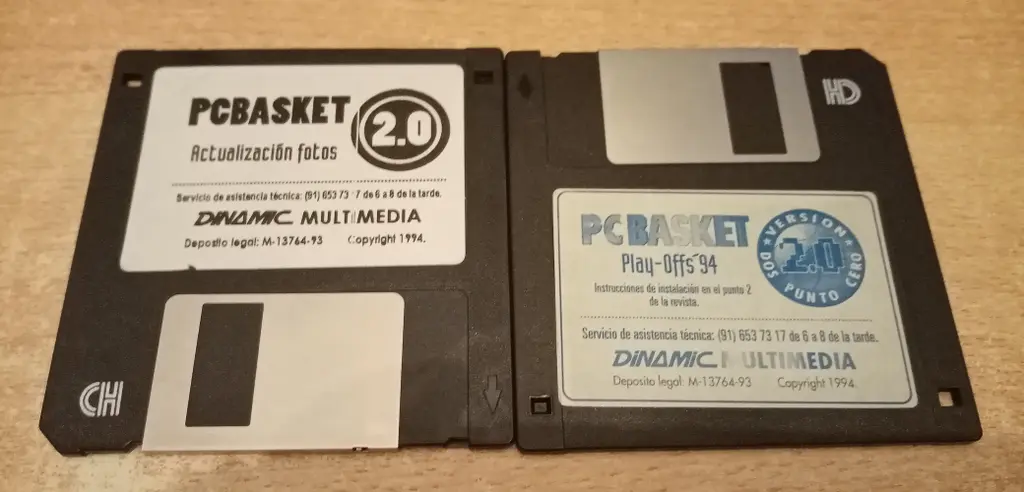 PCBASKET
2.0
Actualización fotos
Servicio de asistencia técnica: (91) 653 73 7 de 6 a 8 de la tarde.
DINAMIC MULTIMEDIA
Deposito legal: M-13764-93 Copyright 1994.
HD
HD
PC BASKET
Play-Offs´94
VERSION
2.0
DOS PUNTO CERO
Instrucciones de instalación en el punto 2
de la revista.
Servicio de asistencia técnica: (91) 653 73 17 de 6 a 8 de la tarde.
DINAMIC MULTIMEDIA
Deposito legal: M-13764-93 Copyright 1994